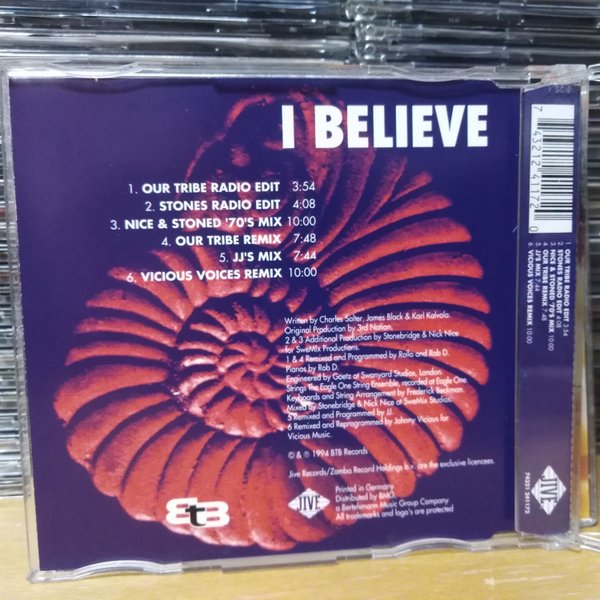 I BELIEVE
1. OUR TRIBE RADIO EDIT 3:54
2. STONES RADIO EDIT 4:08
3. NICE & STONED '70'S MIX 10:00
4. OUR TRIBE REMIX 7:48
5. JJ'S MIX 7:44
6. VICIOUS VOICES REMIX 10:00
Written by Charles Salter, James Black & Karl Kalvala.
Original Production by 3rd Nation.
2 & 3 Additional Production by Stonebridge & Nick Nice
for SweMix Productions.
1 & 4 Remixed and Programmed by Rollo and Rob D.
Pianos by Rob D.
Engineered by Goetz at Swanyard Studios, London.
Strings The Eagle One String Ensemble, recorded at Eagle One
Keyboards and String Arrangement by Frederick Beckman.
Mixed by Stonebridge & Nick Nice at SweMix Studios.
5 Remixed and Programmed by JJ.
6 Remixed and Reprogrammed by Johnny Vicious for
Vicious Music.
℗ & © 1994 BTB Records
Jive Records/Zomba Record Holdings b.v. are the exclusive licencees.
Printed in Germany
Distributed by BMG,
a Bertelsmann Music Group Company
All trademarks and logo's are protected
BtB
JIVE
7 43212 41172 0
1. OUR TRIBE RADIO EDIT 3:54
2. STONES RADIO EDIT 4:08
3. NICE & STONED '70'S MIX 10:00
4. OUR TRIBE REMIX 7:48
5. JJ'S MIX 7:44
6. VICIOUS VOICES REMIX 10:00
JIVE